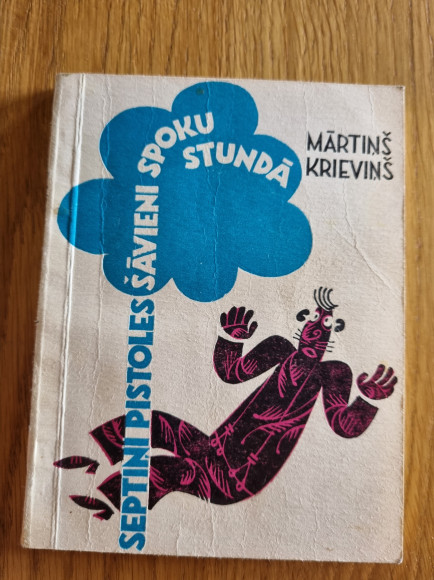 MĀRTIŅŠ
KRIEVIŅŠ
SEPTIŅI PISTOLES
ŠĀVIENI SPOKU
STUNDĀ